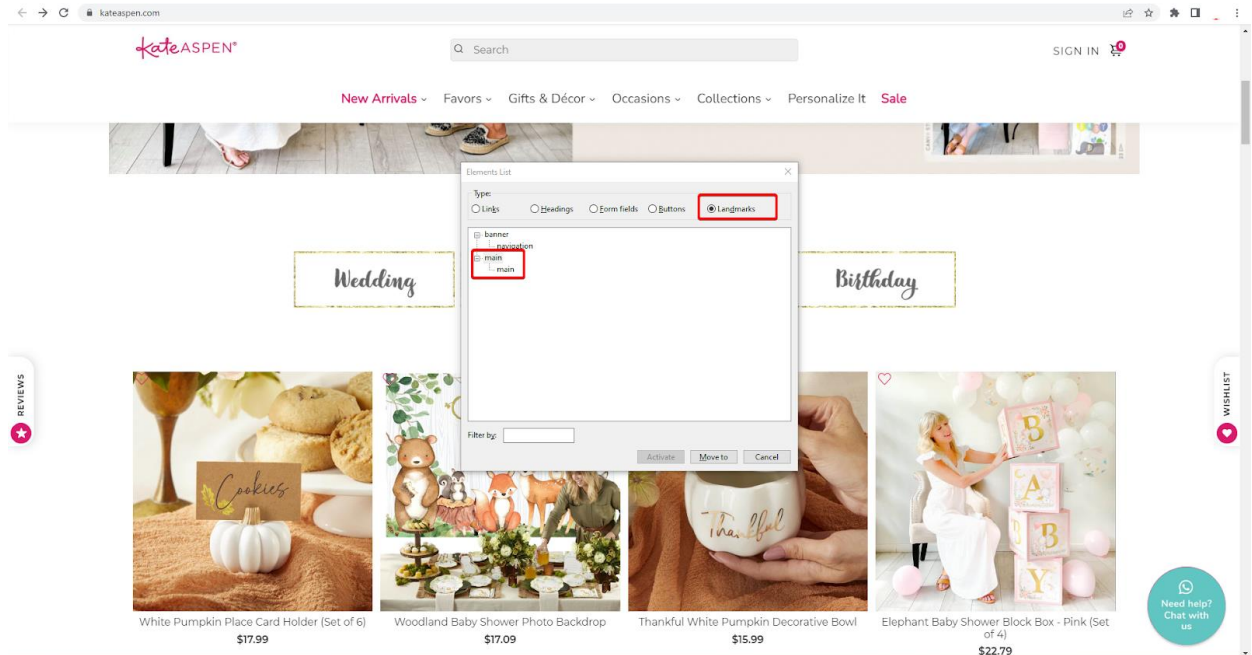 kateaspen.com
kateASPEN®
Search
SIGN IN
0
New Arrivals
Favors
Gifts & Décor
Occasions
Collections
Personalize It
Sale
Elements List
Type:
Links
Headings
Form fields
Buttons
Landmarks
banner
navigation
main
main
Filter by:
Activate
Move to
Cancel
Wedding
Birthday
REVIEWS
WISHLIST
Cookies
Thankful
B
A
B
B
Y
White Pumpkin Place Card Holder (Set of 6)
$17.99
Woodland Baby Shower Photo Backdrop
$17.09
Thankful White Pumpkin Decorative Bowl
$15.99
Elephant Baby Shower Block Box - Pink (Set
of 4)
$22.79
Need help?
Chat with
us